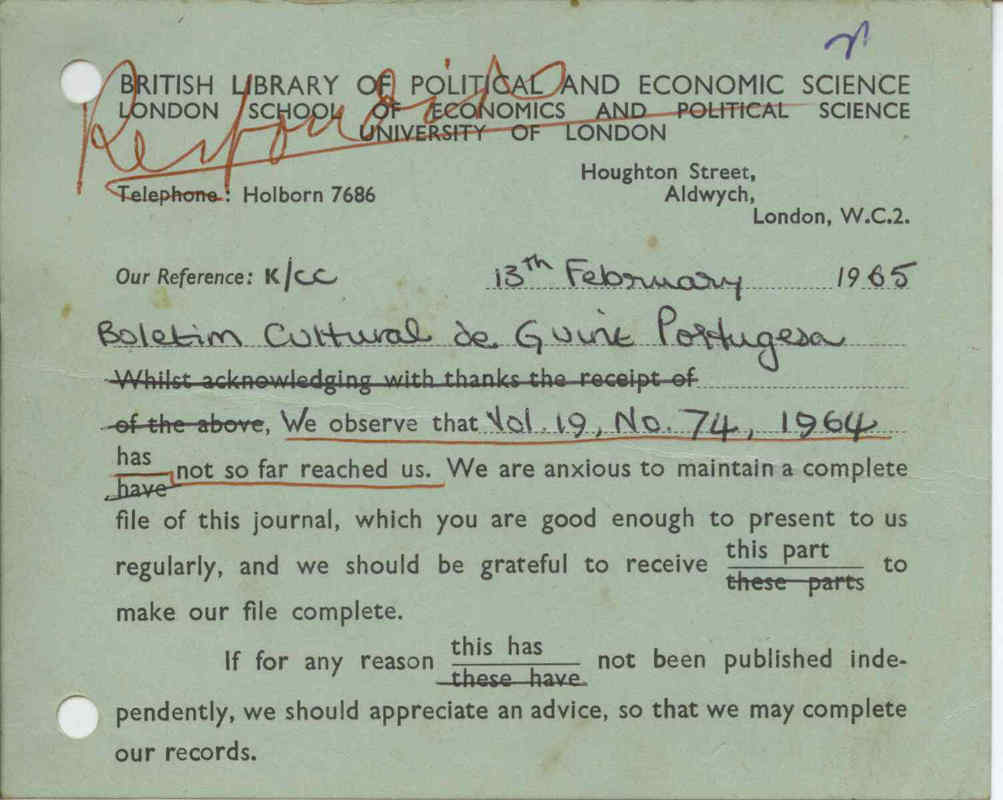 BRITISH LIBRARY OF POLITICAL AND ECONOMIC SCIENCE
LONDON SCHOOL OF ECONOMICS AND POLITICAL SCIENCE
UNIVERSITY OF LONDON
Respondido
Houghton Street,
Aldwych,
London, W.C.2.
Telephone: Holborn 7686
Our Reference: K/CC 13th February 1965
Boletim Cultural de Guine Portugesa
Whilst acknowledging with thanks the receipt of
of the above, We observe that Vol. 19, No. 74, 1964
has
have not so far reached us. We are anxious to maintain a complete
file of this journal, which you are good enough to present to us
regularly, and we should be grateful to receive this part
these parts to
make our file complete.
If for any reason this has
these have not been published inde-
pendently, we should appreciate an advice, so that we may complete
our records.